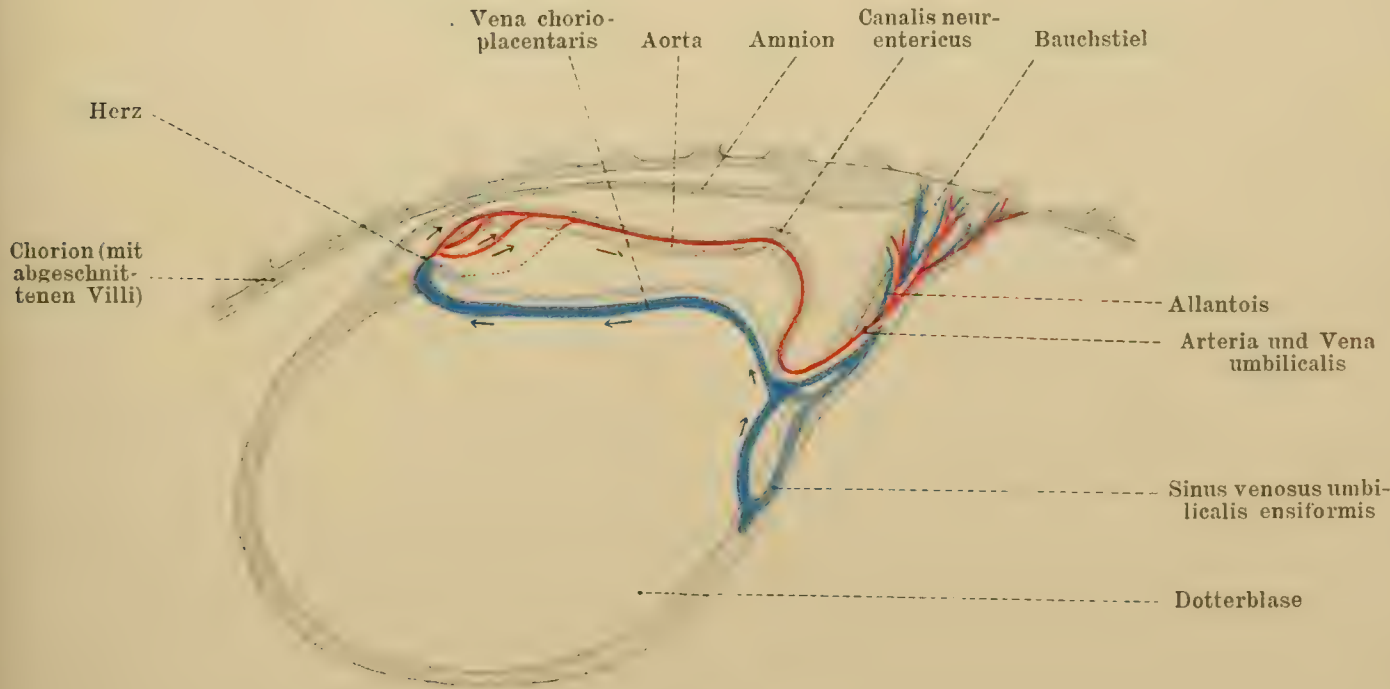 Vena chorio-
placentaris
Aorta
Amnion
Canalis neur-
entericus
Bauchstiel
Herz
Chorion (mit
abgeschnit-
tenen Villi)
Allantois
Arteria und Vena
umbilicalis
Sinus venosus umbi-
licalis ensiformis
Dotterblase